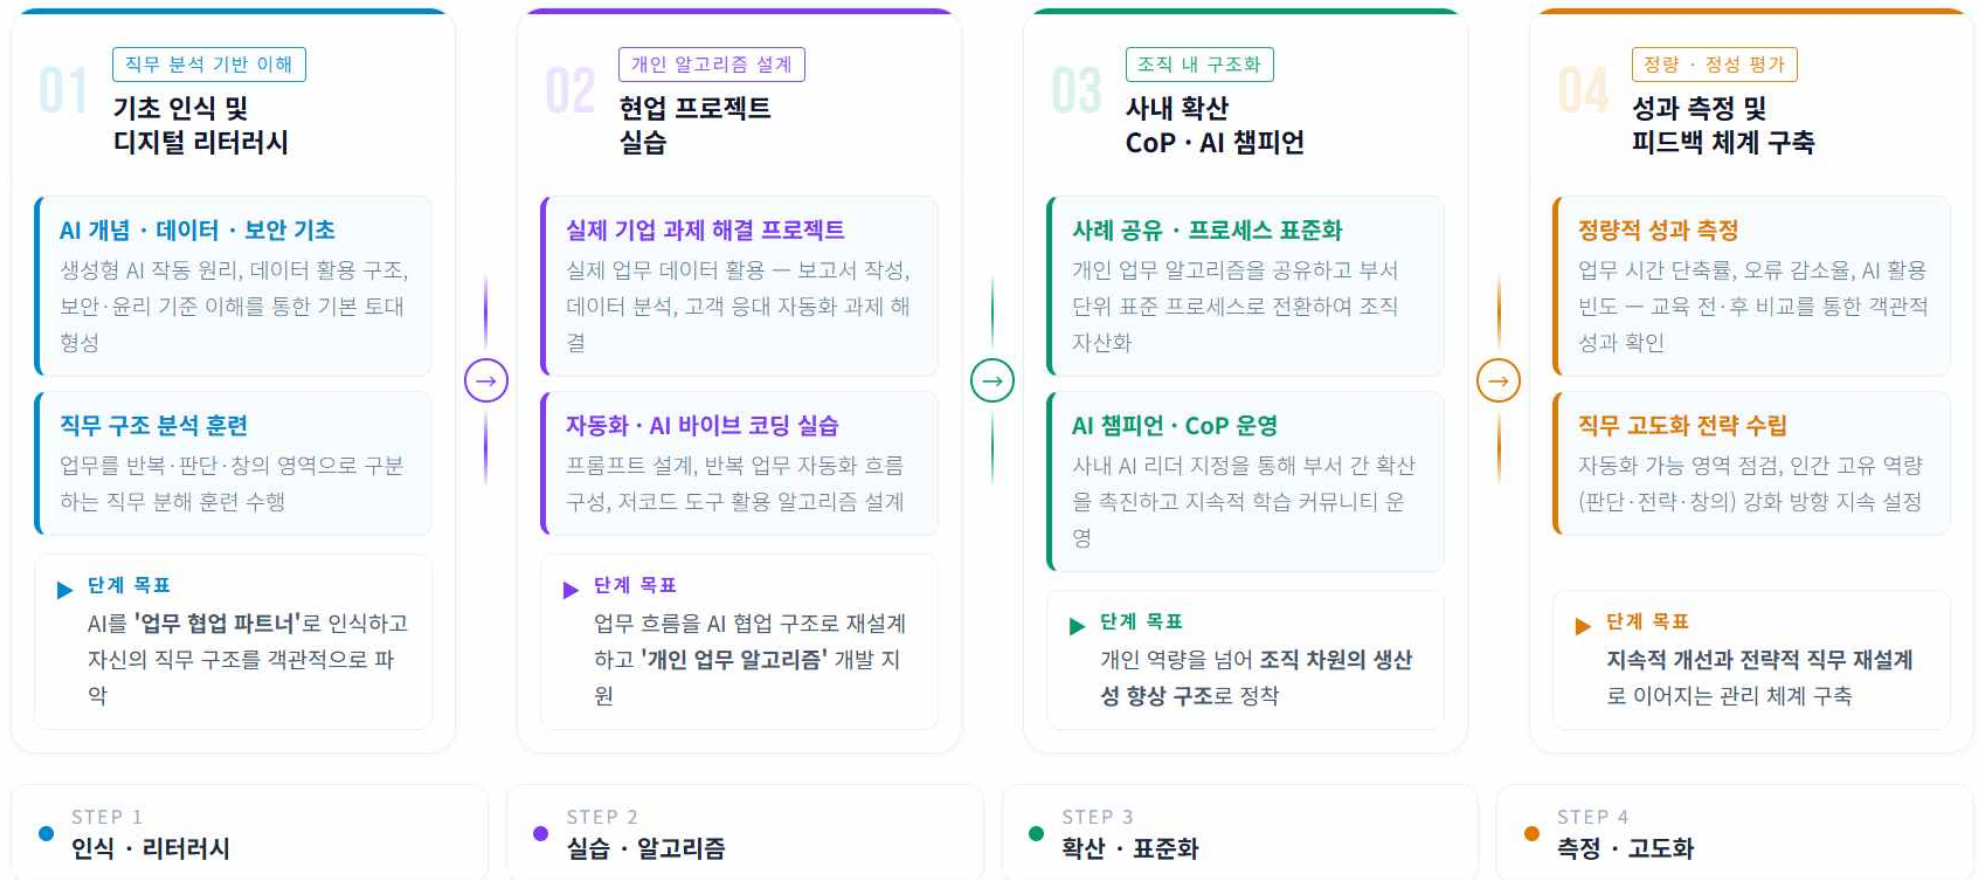 01
직무 분석 기반 이해
기초 인식 및
디지털 리터러시
AI 개념 · 데이터 · 보안 기초
생성형 AI 작동 원리, 데이터 활용 구조,
보안·윤리 기준 이해를 통한 기본 토대
형성
직무 구조 분석 훈련
업무를 반복·판단·창의 영역으로 구분
하는 직무 분해 훈련 수행
▶ 단계 목표
AI를 '업무 협업 파트너'로 인식하고
자신의 직무 구조를 객관적으로 파
악
→
02
개인 알고리즘 설계
현업 프로젝트
실습
실제 기업 과제 해결 프로젝트
실제 업무 데이터 활용 — 보고서 작성,
데이터 분석, 고객 응대 자동화 과제 해
결
자동화 · AI 바이브 코딩 실습
프롬프트 설계, 반복 업무 자동화 흐름
구성, 저코드 도구 활용 알고리즘 설계
▶ 단계 목표
업무 흐름을 AI 협업 구조로 재설계
하고 '개인 업무 알고리즘' 개발 지
원
→
03
조직 내 구조화
사내 확산
CoP · AI 챔피언
사례 공유 · 프로세스 표준화
개인 업무 알고리즘을 공유하고 부서
단위 표준 프로세스로 전환하여 조직
자산화
AI 챔피언 · CoP 운영
사내 AI 리더 지정을 통해 부서 간 확산
을 촉진하고 지속적 학습 커뮤니티 운
영
▶ 단계 목표
개인 역량을 넘어 조직 차원의 생산
성 향상 구조로 정착
→
04
정량 · 정성 평가
성과 측정 및
피드백 체계 구축
정량적 성과 측정
업무 시간 단축률, 오류 감소율, AI 활용
빈도 — 교육 전·후 비교를 통한 객관적
성과 확인
직무 고도화 전략 수립
자동화 가능 영역 점검, 인간 고유 역량
(판단·전략·창의) 강화 방향 지속 설정
▶ 단계 목표
지속적 개선과 전략적 직무 재설계
로 이어지는 관리 체계 구축
STEP 1
인식 · 리터러시
STEP 2
실습 · 알고리즘
STEP 3
확산 · 표준화
STEP 4
측정 · 고도화